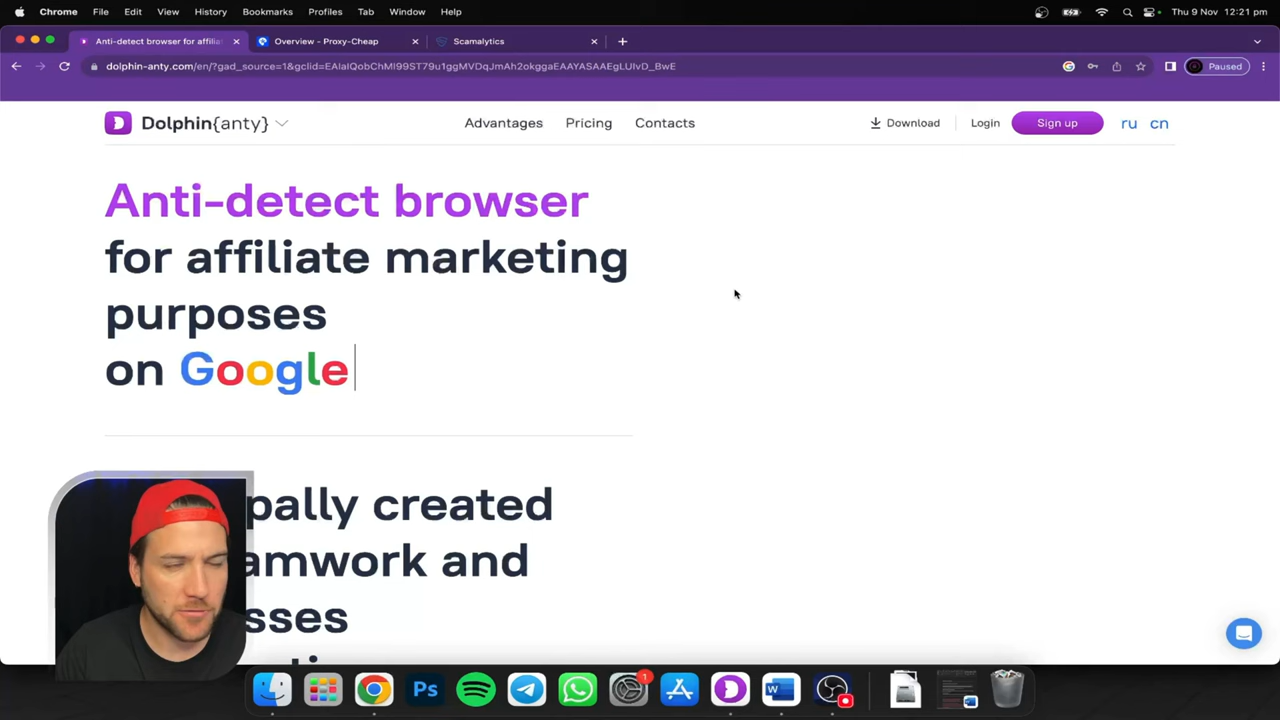 Chrome File Edit View History Bookmarks Profiles Tab Window Help Thu 9 Nov 12:21 pm
Anti-detect browser for affilia Overview - Proxy-Cheap Scamalytics
dolphin-anty.com/en/?gad_source=1&gclid=EAIaIQobChMI99ST79u1ggMVDqJmAh2okggaEAAYASAAEgLUIvD_BwE Paused
Dolphin{anty} Advantages Pricing Contacts Download Login Sign up ru cn
Anti-detect browser
for affiliate marketing
purposes
on Google
pally created
amwork and
sses
Ps 1 W